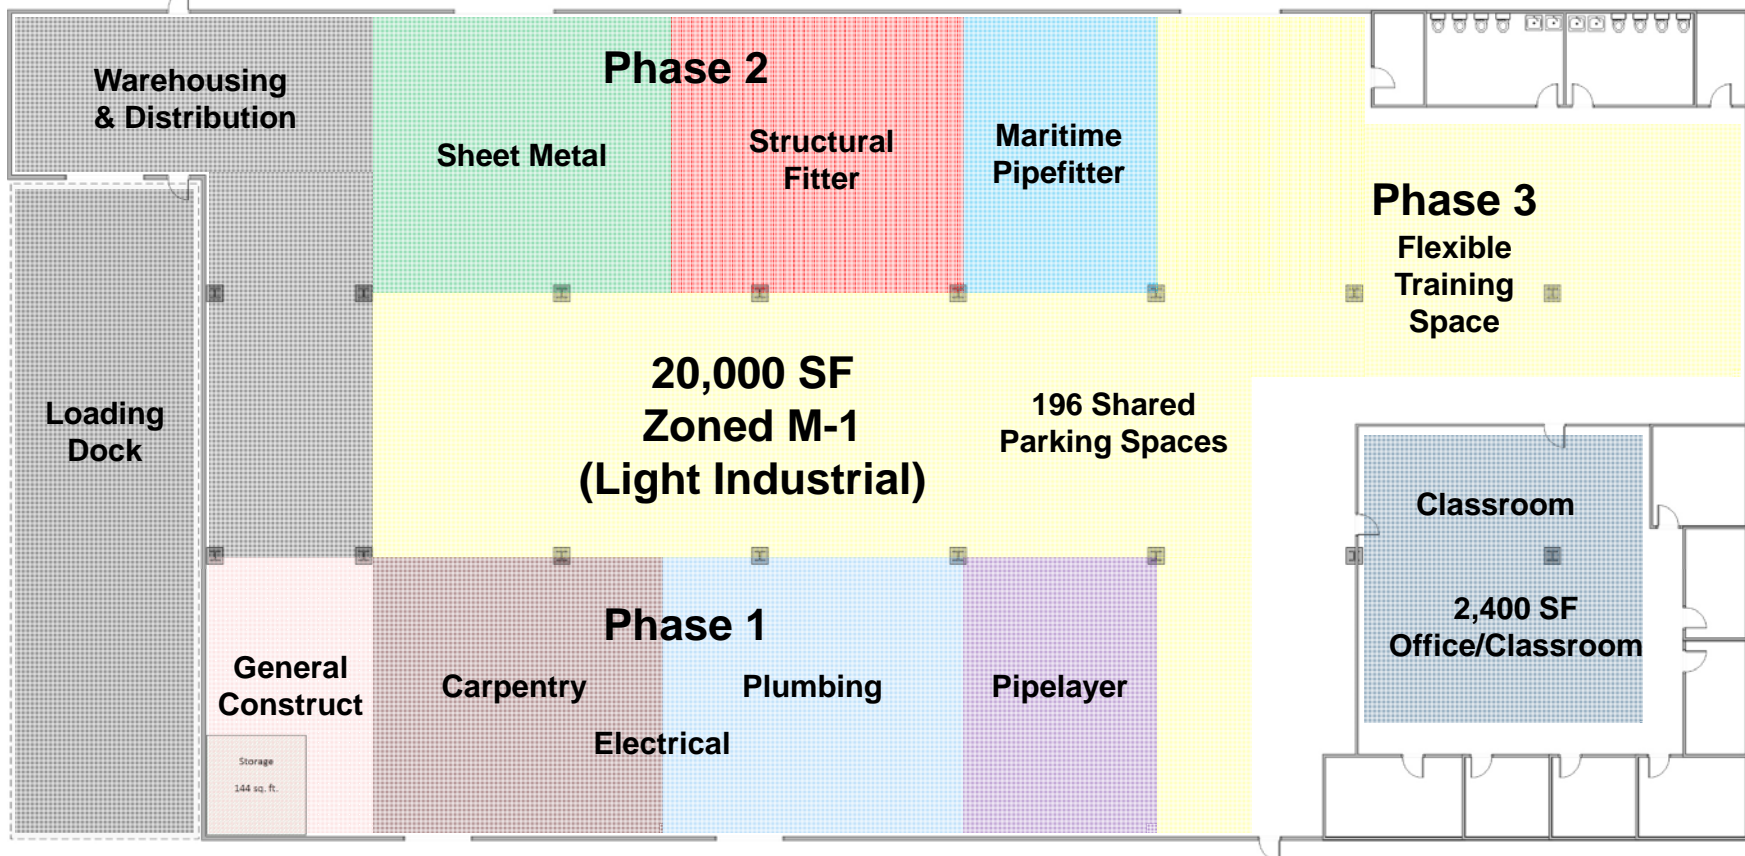 Warehousing
& Distribution
Phase 2
Sheet Metal
Structural
Fitter
Maritime
Pipefitter
Phase 3
Flexible
Training
Space
Loading
Dock
20,000 SF
Zoned M-1
(Light Industrial)
196 Shared
Parking Spaces
Classroom
2,400 SF
Office/Classroom
Phase 1
General
Construct
Carpentry
Plumbing
Pipelayer
Electrical
Storage
144 sq. ft.